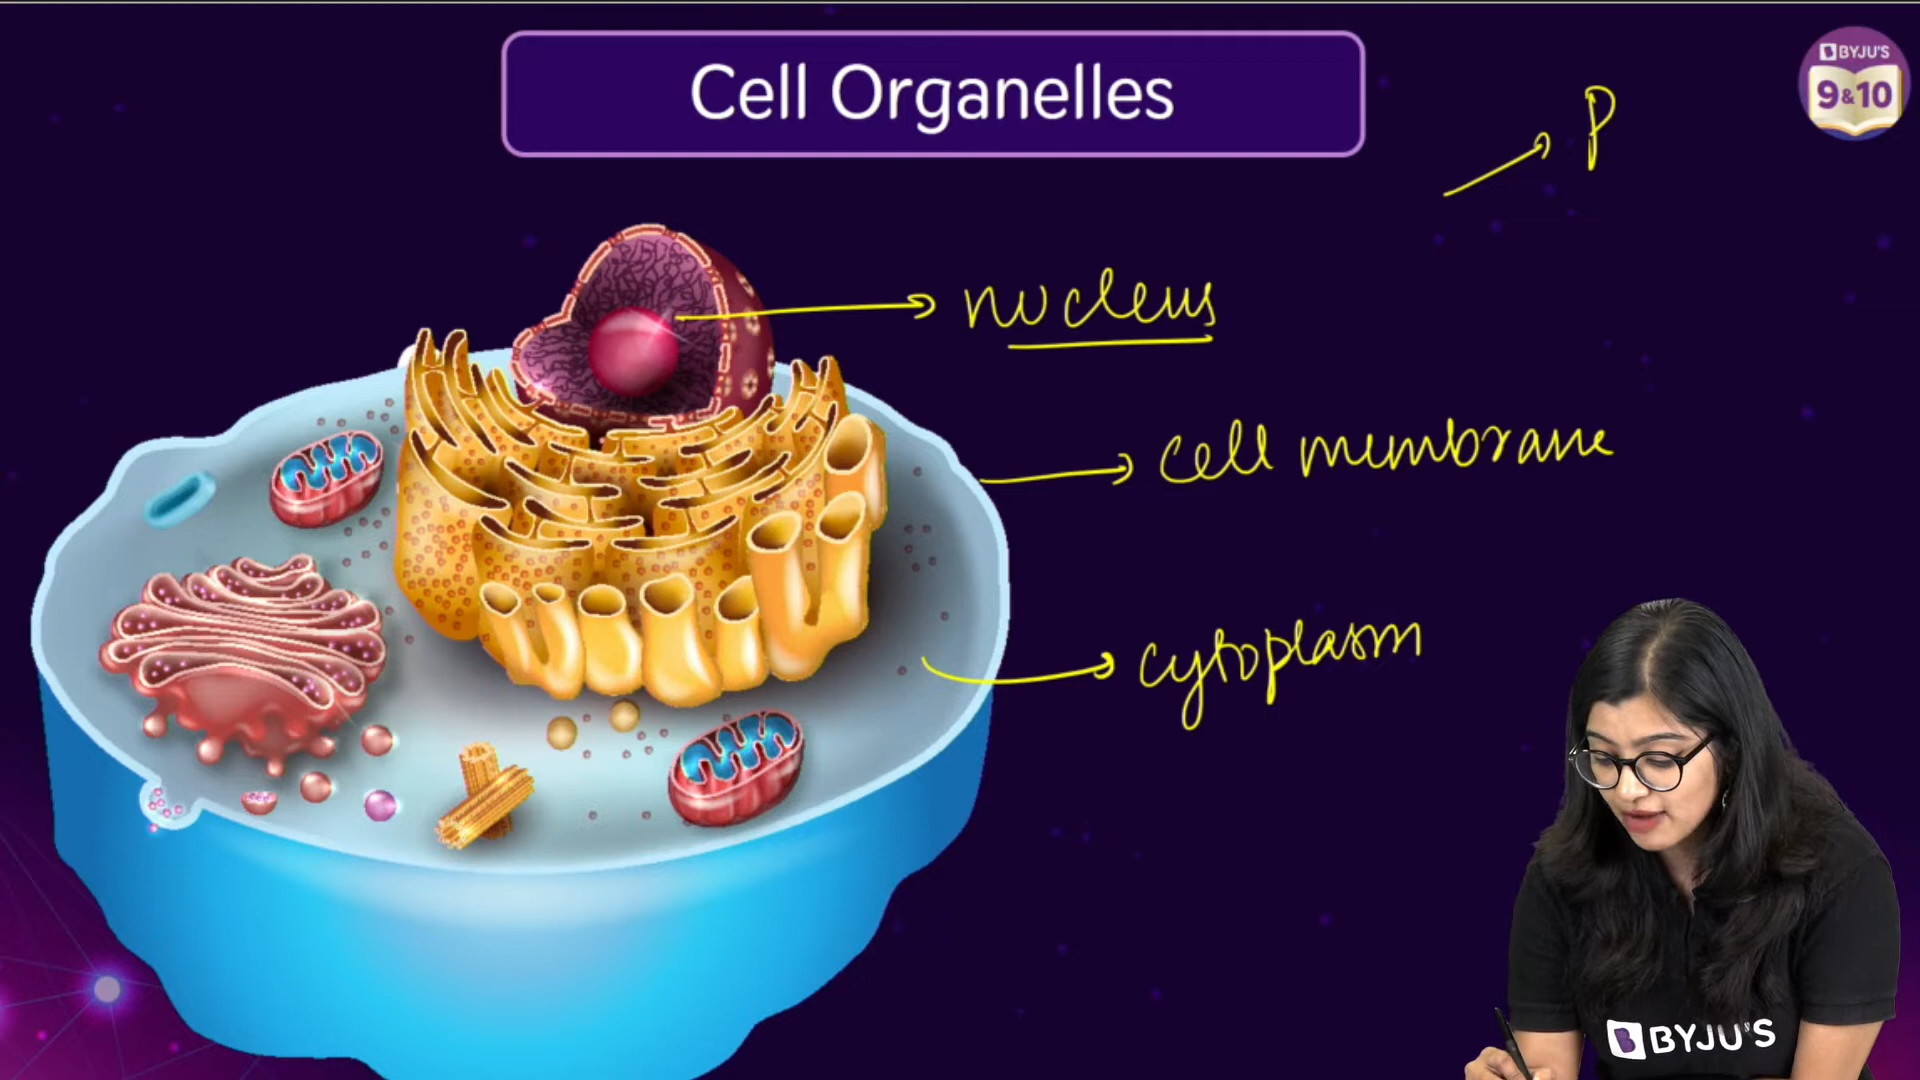 Cell Organelles
BYJU'S
9&10
P
nucleus
cell membrane
cytoplasm
BYJU'S